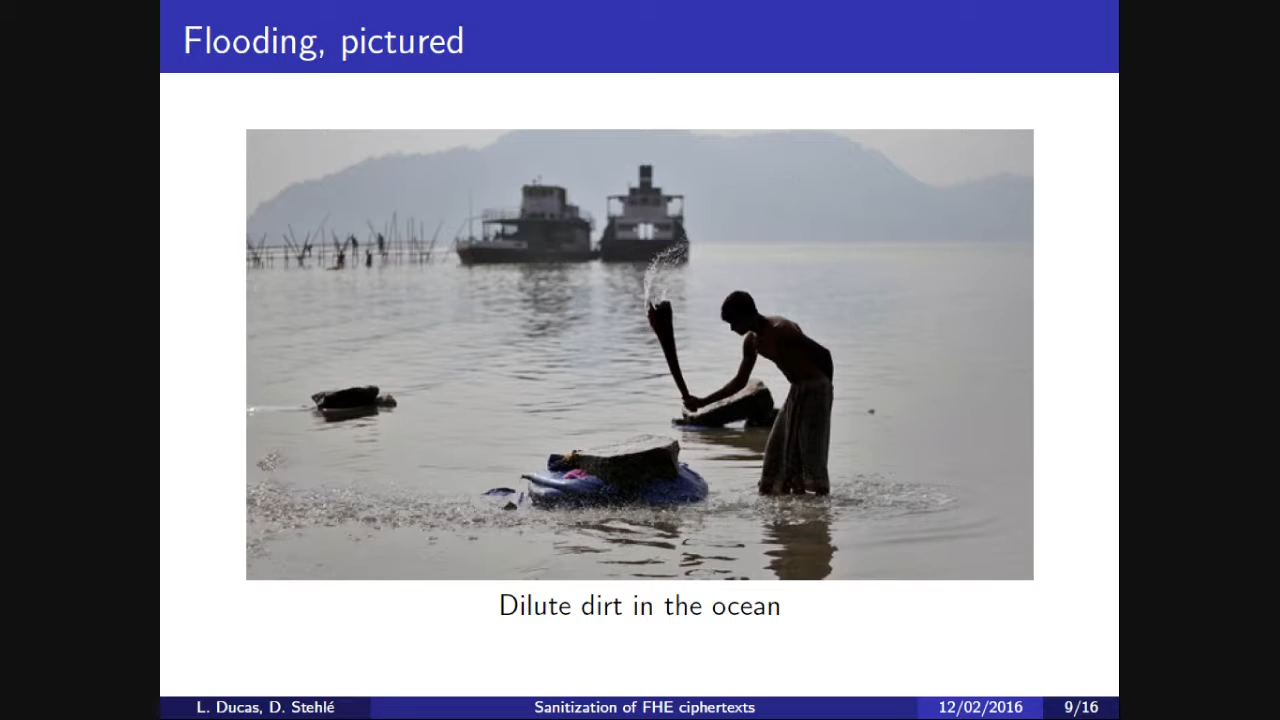 Flooding, pictured
Dilute dirt in the ocean
L. Ducas, D. Stehlé
Sanitization of FHE ciphertexts
12/02/2016
9/16